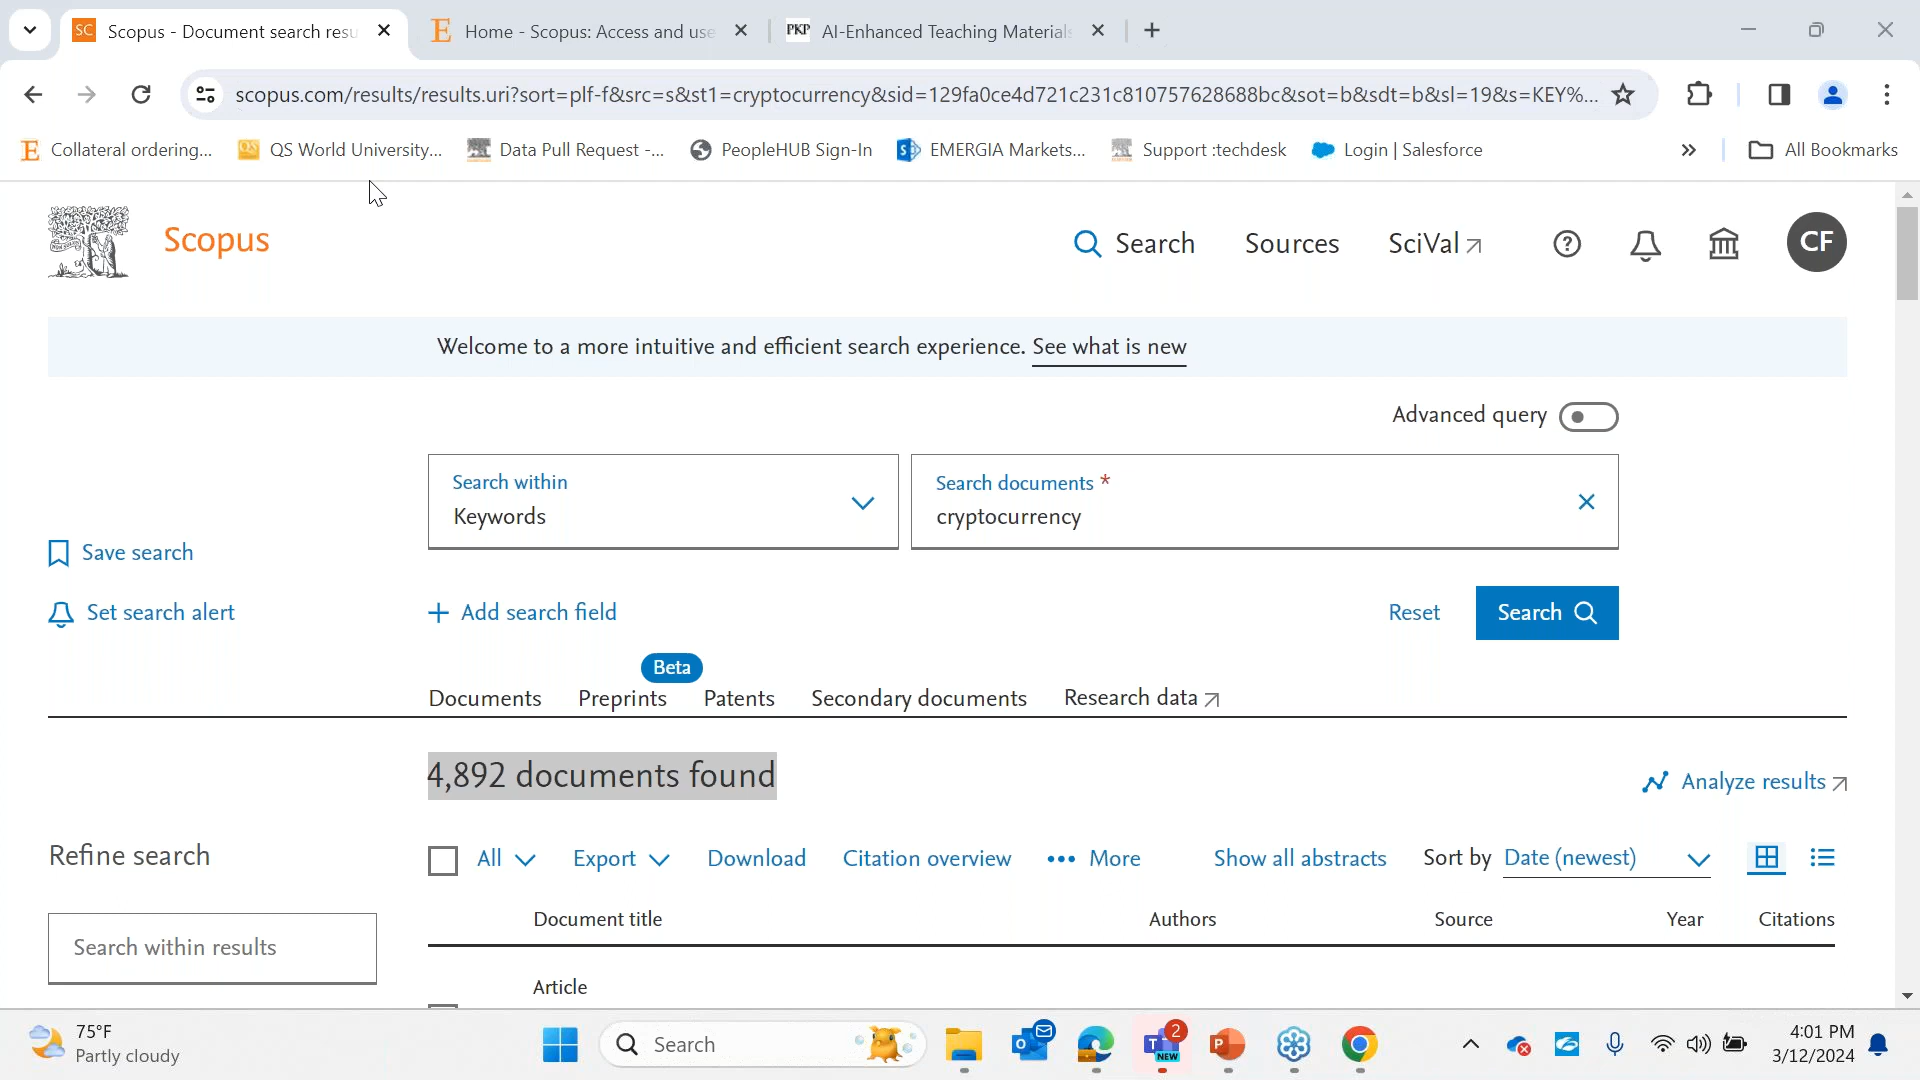 SC Scopus - Document search resu
E Home - Scopus: Access and use
PKP AI-Enhanced Teaching Materials
scopus.com/results/results.uri?sort=plf-f&src=s&st1=cryptocurrency&sid=129fa0ce4d721c231c810757628688bc&sot=b&sdt=b&sl=19&s=KEY%...
E Collateral ordering... QS QS World University... Data Pull Request -... PeopleHUB Sign-In S EMERGIA Markets... Support :techdesk Login | Salesforce » All Bookmarks
Scopus
Search Sources SciVal CF
Welcome to a more intuitive and efficient search experience. See what is new
Advanced query
Search within
Keywords
Search documents *
cryptocurrency
Save search
Set search alert
+ Add search field
Reset
Search
Beta
Documents Preprints Patents Secondary documents Research data
4,892 documents found
Analyze results
Refine search
All Export Download Citation overview ••• More Show all abstracts Sort by Date (newest)
Document title Authors Source Year Citations
Search within results
Article
75°F
Partly cloudy
Search
2
NEW
4:01 PM
3/12/2024